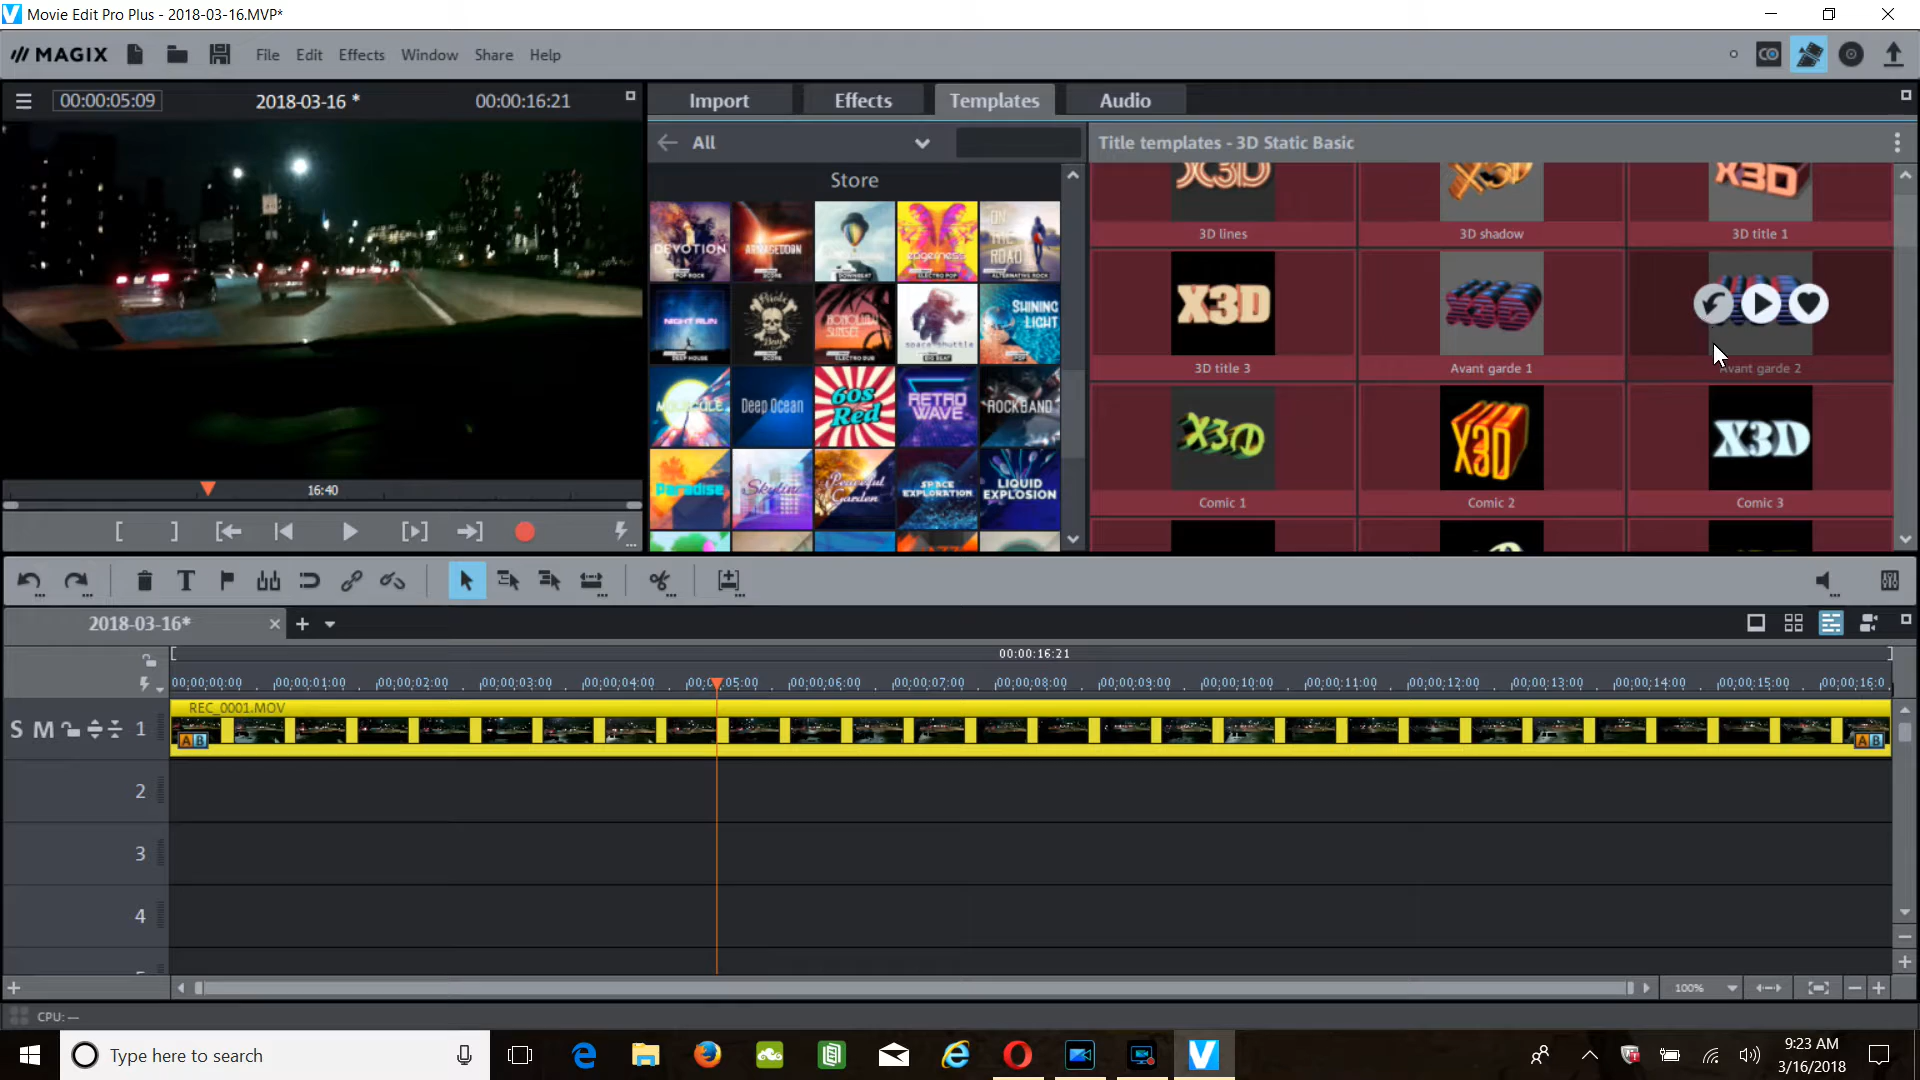 Movie Edit Pro Plus - 2018-03-16.MVP*
MAGIX
File Edit Effects Window Share Help
00:00:05:09
2018-03-16 *
00:00:16:21
16:40
Import Effects Templates Audio
All
Store
DEVOTION
ARMAGEDDON
DOWNBEAT
edgeness
ELECTRO POP
ON THE ROAD
ALTERNATIVE ROCK
NIGHT RUN
DEEP HOUSE
SCORE
SUNSET
ELECTRO DUB
space shuttle
BIG BEAT
SHINING LIGHT
MOLECULE
Deep Ocean
60s Red
RETRO WAVE
ROCKBAND
Paradise
Skyline
Peaceful Garden
SPACE EXPLORATION
LIQUID EXPLOSION
Title templates - 3D Static Basic
X3D
X3D
X3D
3D lines
3D shadow
3D title 1
X3D
X3D
3D title 3
Avant garde 1
Avant garde 2
X3D
X3D
X3D
Comic 1
Comic 2
Comic 3
2018-03-16*
00:00:16:21
00:00:00:00 00:00:01:00 00:00:02:00 00:00:03:00 00:00:04:00 00:00:05:00 00:00:06:00 00:00:07:00 00:00:08:00 00:00:09:00 00:00:10:00 00:00:11:00 00:00:12:00 00:00:13:00 00:00:14:00 00:00:15:00 00:00:16:0
REC_0001.MOV
S M 1
A B
A B
2
3
4
100%
CPU: —
Type here to search
9:23 AM
3/16/2018